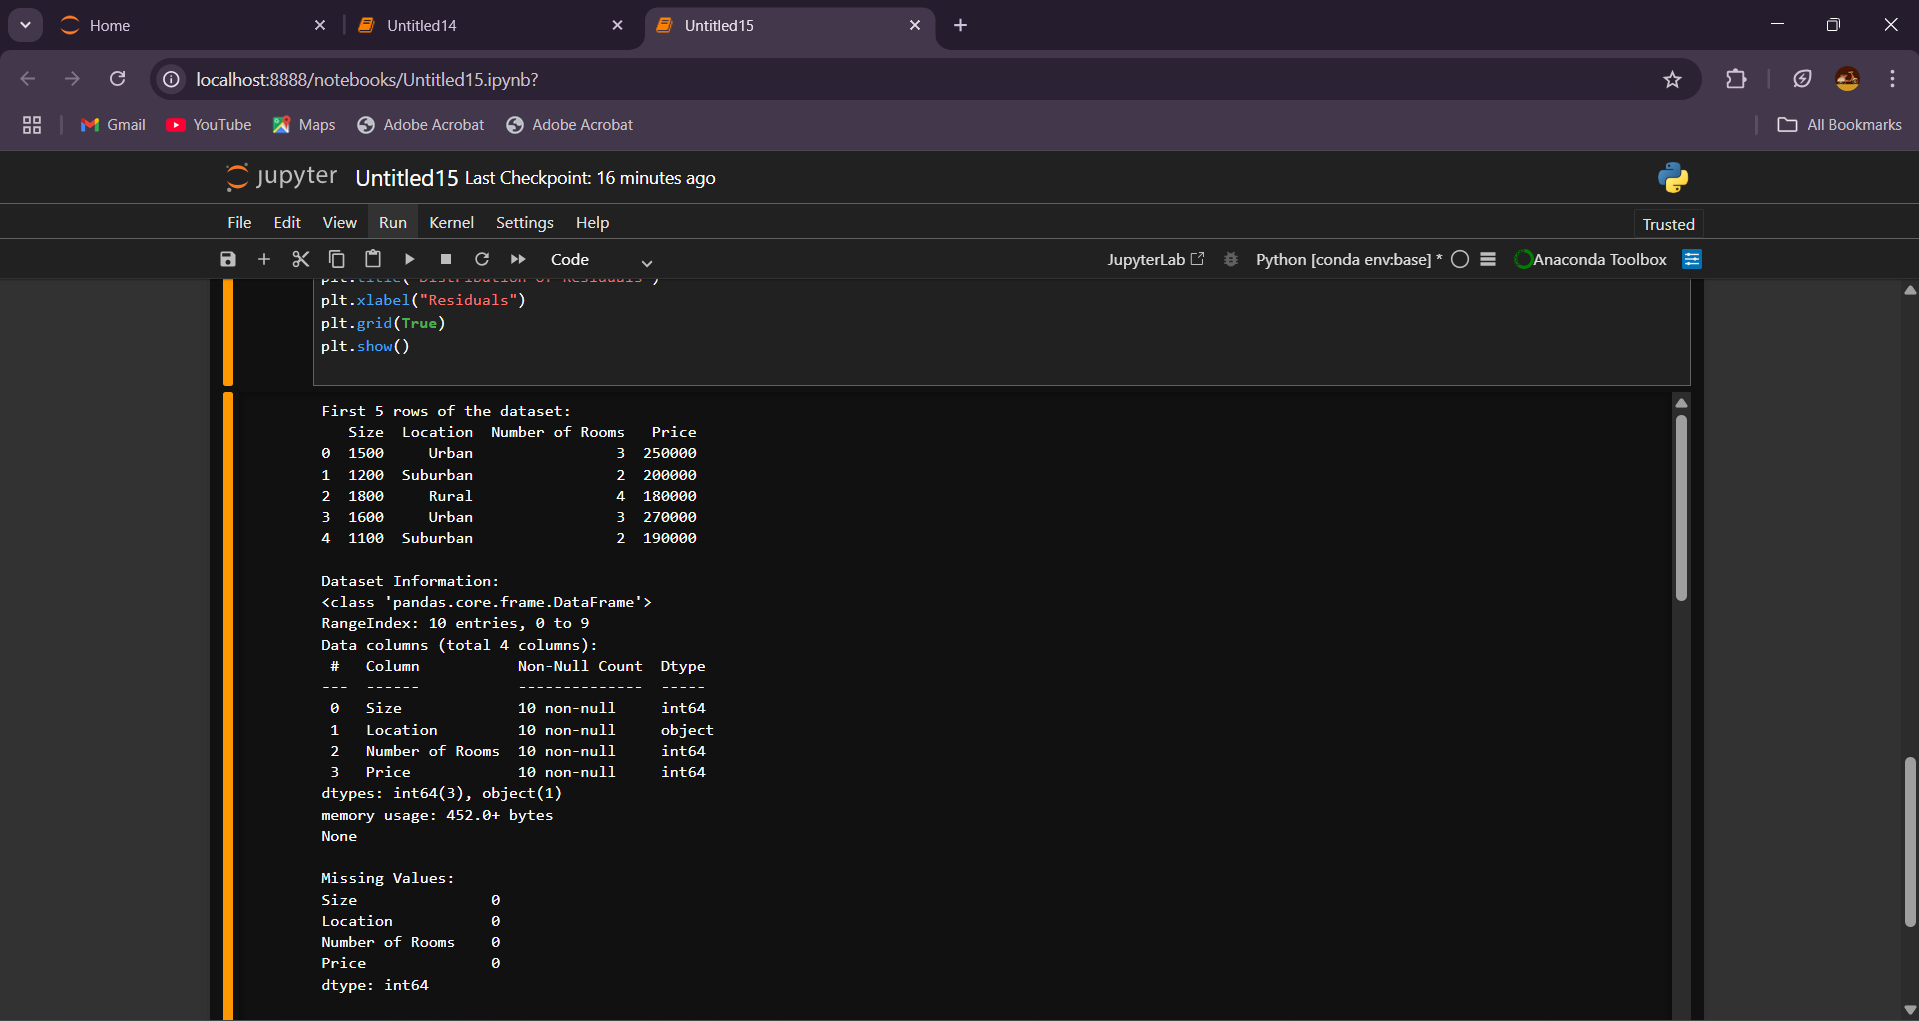 Home
Untitled14
Untitled15
localhost:8888/notebooks/Untitled15.ipynb?
Gmail YouTube Maps Adobe Acrobat Adobe Acrobat All Bookmarks
jupyter Untitled15 Last Checkpoint: 16 minutes ago
File Edit View Run Kernel Settings Help Trusted
Code JupyterLab Python [conda env:base] * Anaconda Toolbox
plt.title("Distribution of Residuals")
plt.xlabel("Residuals")
plt.grid(True)
plt.show()
First 5 rows of the dataset:
   Size  Location  Number of Rooms   Price
0  1500     Urban                3  250000
1  1200  Suburban                2  200000
2  1800     Rural                4  180000
3  1600     Urban                3  270000
4  1100  Suburban                2  190000
Dataset Information:
<class 'pandas.core.frame.DataFrame'>
RangeIndex: 10 entries, 0 to 9
Data columns (total 4 columns):
 #   Column           Non-Null Count  Dtype
---  ------           --------------  -----
 0   Size             10 non-null     int64
 1   Location         10 non-null     object
 2   Number of Rooms  10 non-null     int64
 3   Price            10 non-null     int64
dtypes: int64(3), object(1)
memory usage: 452.0+ bytes
None
Missing Values:
Size               0
Location           0
Number of Rooms    0
Price              0
dtype: int64